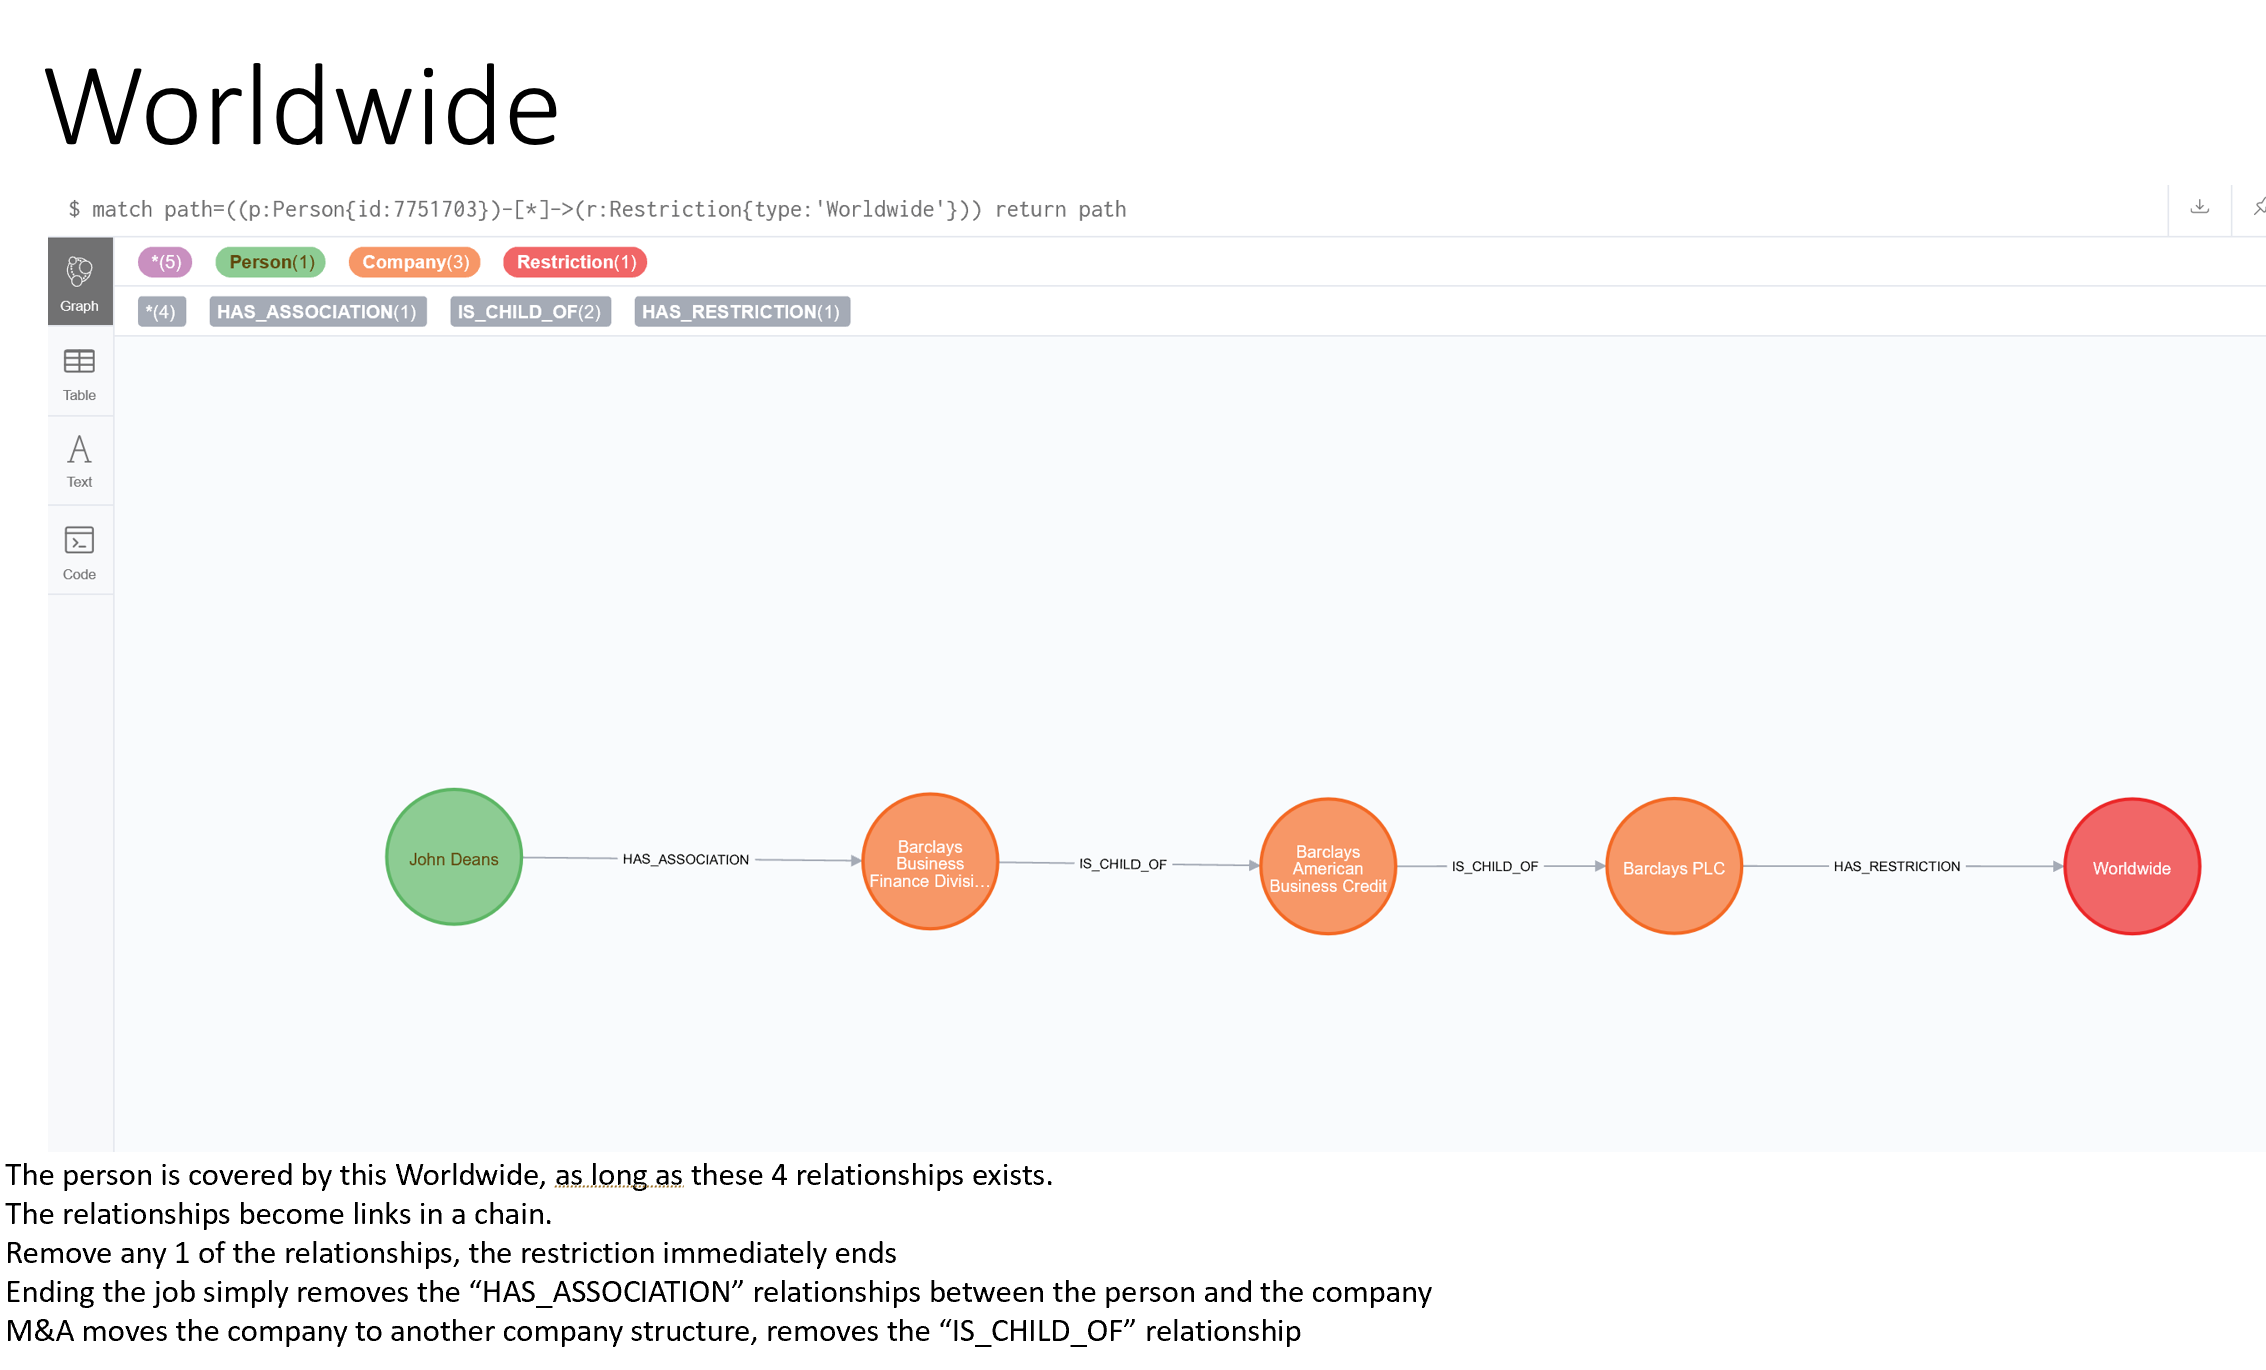 Worldwide
$ match path=((p:Person{id:7751703})-[*]->(r:Restriction{type:'Worldwide'})) return path
*(5) Person(1) Company(3) Restriction(1)
Graph
*(4) HAS_ASSOCIATION(1) IS_CHILD_OF(2) HAS_RESTRICTION(1)
Table
A
Text
Code
John Deans
HAS_ASSOCIATION
Barclays
Business
Finance Divisi...
IS_CHILD_OF
Barclays
American
Business Credit
IS_CHILD_OF
Barclays PLC
HAS_RESTRICTION
Worldwide
The person is covered by this Worldwide, as long as these 4 relationships exists.
The relationships become links in a chain.
Remove any 1 of the relationships, the restriction immediately ends
Ending the job simply removes the “HAS_ASSOCIATION” relationships between the person and the company
M&A moves the company to another company structure, removes the “IS_CHILD_OF” relationship